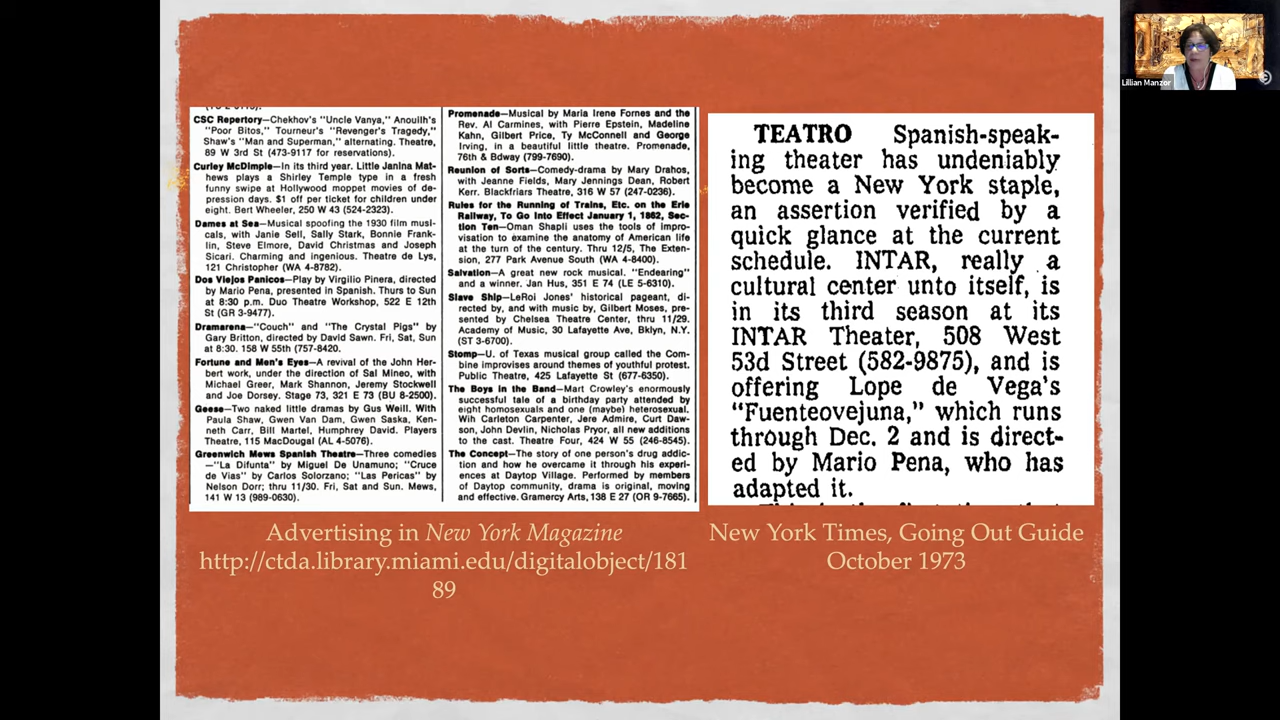 CSC Repertory—Chekhov's "Uncle Vanya," Anouilh's
"Poor Bitos," Tourneur's "Revenger's Tragedy,"
Shaw's "Man and Superman," alternating. Theatre,
89 W 3rd St (473-9117 for reservations).
Curley McDimple—In its third year. Little Janina Mat-
hews plays a Shirley Temple type in a fresh
funny swipe at Hollywood moppet movies of de-
pression days. $1 off per ticket for children under
eight. Bert Wheeler, 250 W 43 (524-2323).
Dames at Sea—Musical spoofing the 1930 film musi-
cals, with Janie Sell, Sally Stark, Bonnie Frank-
lin, Steve Elmore, David Christmas and Joseph
Sicari. Charming and ingenious. Theatre de Lys,
121 Christopher (WA 4-8782).
Dos Viejos Panicos—Play by Virgilio Pinera, directed
by Mario Pena, presented in Spanish. Thurs to Sun
at 8:30 p.m. Duo Theatre Workshop, 522 E 12th
St (GR 3-9477).
Dramarena—"Couch" and "The Crystal Pigs" by
Gary Britton, directed by David Sawn. Fri, Sat, Sun
at 8:30. 158 W 55th (757-8420.
Fortune and Men's Eyes—A revival of the John Her-
bert work, under the direction of Sal Mineo, with
Michael Greer, Mark Shannon, Jeremy Stockwell
and Joe Dorsey. Stage 73, 321 E 73 (BU 8-2500).
Geese—Two naked little dramas by Gus Weill, With
Paula Shaw, Gwen Van Dam, Gwen Saska, Ken-
neth Carr, Bill Martel, Humphrey David. Players
Theatre, 115 MacDougal (AL 4-5076).
Greenwich Mews Spanish Theatre—Three comedies
—"La Difunta" by Miguel De Unamuno; "Cruce
de Vias" by Carlos Solorzano; "Las Pericas" by
Nelson Dorr; thru 11/30. Fri, Sat and Sun. Mews,
141 W 13 (989-0630).
Promenade—Musical by Maria Irene Fornes and the
Rev. Al Carmines, with Pierre Epstein, Madeline
Kahn, Gilbert Price, Ty McConnell and George
Irving, in a beautiful little theatre. Promenade,
76th & Bdway (799-7690).
Reunion of Sorts—Comedy-drama by Mary Drahos,
with Jeanne Fields, Mary Jennings Dean, Robert
Kerr. Blackfriars Theatre, 316 W 57 (247-0236).
Rules for the Running of Trains, Etc. on the Erie
Railway, To Go Into Effect January 1, 1862, Sec-
tion Ten—Oman Shapli uses the tools of impro-
visation to examine the anatomy of American life
at the turn of the century. Thru 12/5, The Exten-
sion, 277 Park Avenue South (WA 4-8400).
Salvation—A great new rock musical. "Endearing"
and a winner. Jan Hus, 351 E 74 (LE 5-6310).
Slave Ship—LeRoi Jones' historical pageant, di-
rected by, and with music by, Gilbert Moses, pre-
sented by Chelsea Theatre Center, thru 11/29.
Academy of Music, 30 Lafayette Ave, Bklyn, N.Y.
(ST 3-6700).
Stomp—U. of Texas musical group called the Com-
bine improvises around themes of youthful protest.
Public Theatre, 425 Lafayette St (677-6350).
The Boys in the Band—Mart Crowley's enormously
successful tale of a birthday party attended by
eight homosexuals and one (maybe) heterosexual.
Wih Carleton Carpenter, Jere Admire, Curt Daw-
son, John Devlin, Nicholas Pryor, all new additions
to the cast. Theatre Four, 424 W 55 (246-8545).
The Concept—The story of one person's drug addic-
tion and how he overcame it through his experi-
ences at Daytop Village. Performed by members
of Daytop community, drama is original, moving
and effective. Gramercy Arts, 138 E 27 (OR 9-7665).
TEATRO Spanish-speak-
ing theater has undeniably
become a New York staple,
an assertion verified by a
quick glance at the current
schedule. INTAR, really a
cultural center unto itself, is
in its third season at its
INTAR Theater, 508 West
53d Street (582-9875), and is
offering Lope de Vega's
"Fuenteovejuna," which runs
through Dec. 2 and is direct-
ed by Mario Pena, who has
adapted it.
Advertising in New York Magazine
http://ctda.library.miami.edu/digitalobject/181
89
New York Times, Going Out Guide
October 1973
Lillian Manzor